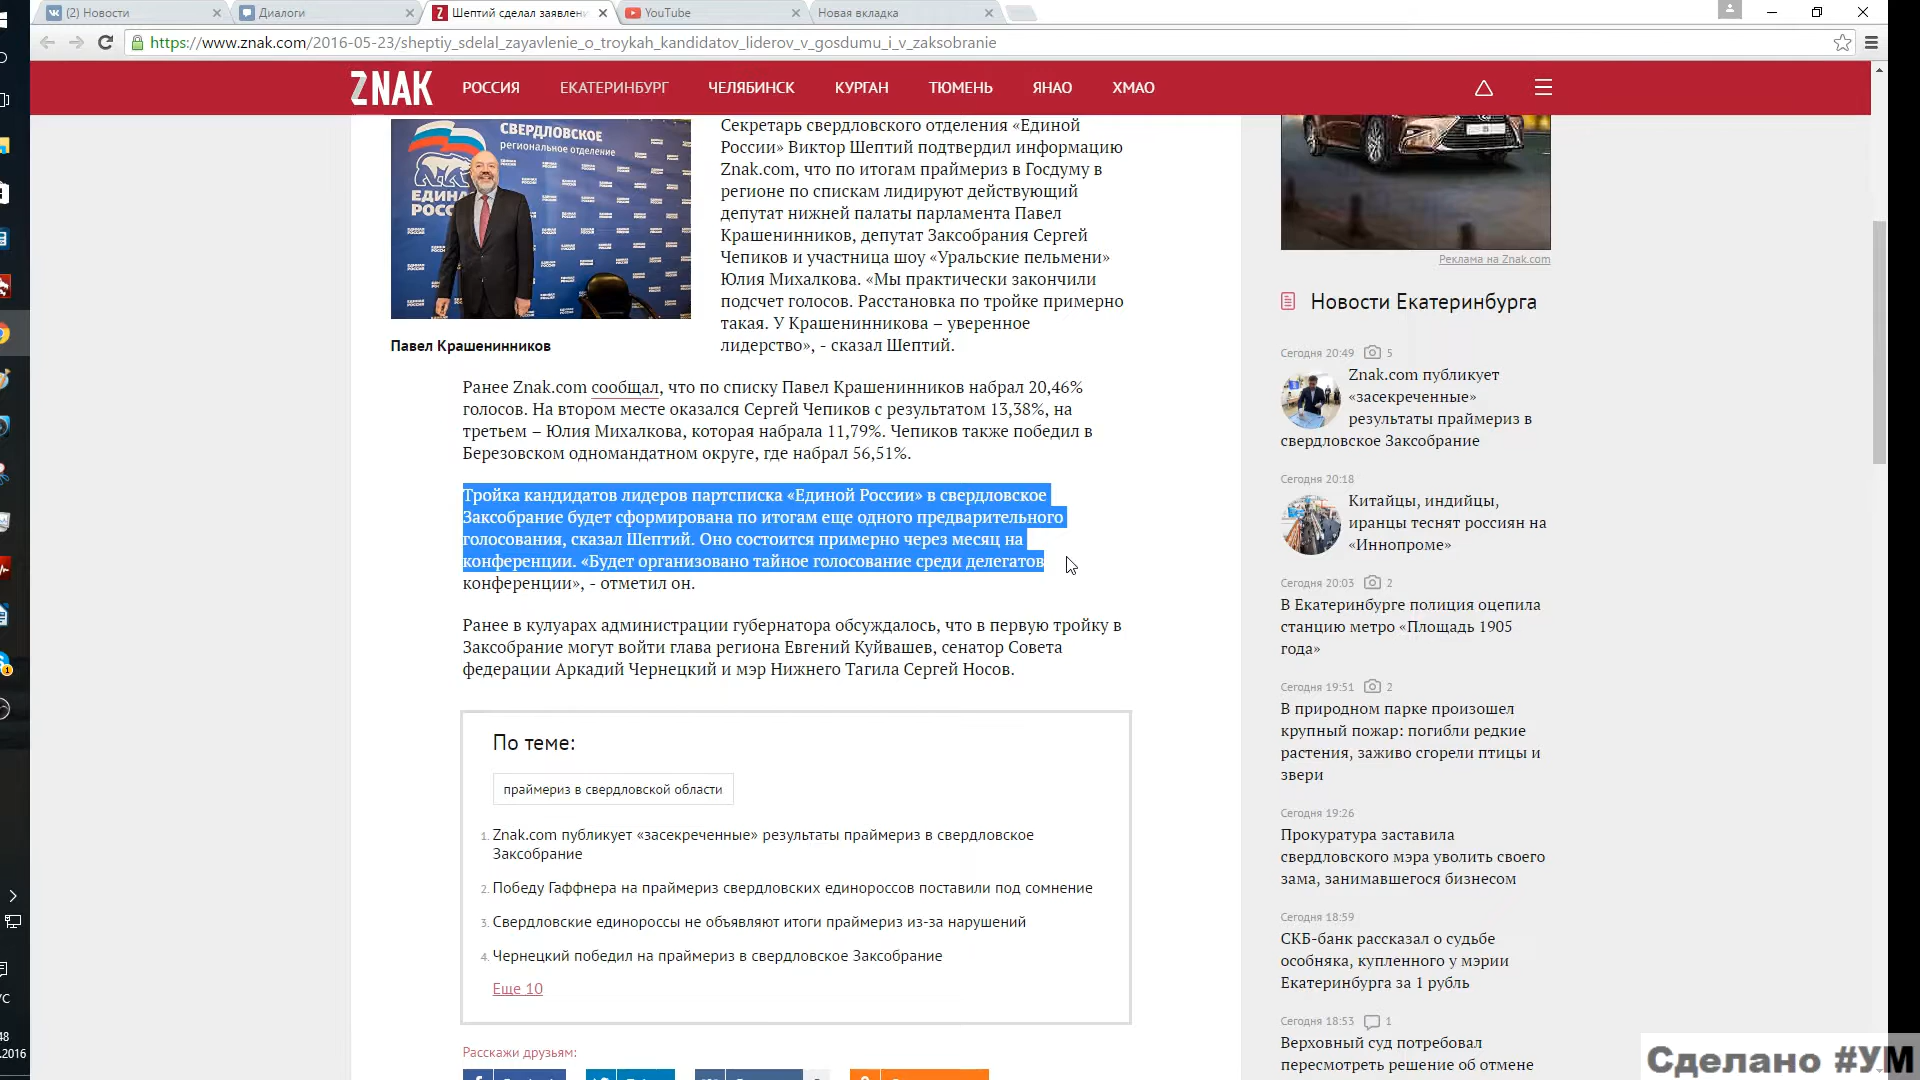 (2) Новости
Диалоги
Шептий сделал заявлени
YouTube
Новая вкладка
https://www.znak.com/2016-05-23/sheptiy_sdelal_zayavlenie_o_troykah_kandidatov_liderov_v_gosdumu_i_v_zaksobranie
ZNAK
РОССИЯ
ЕКАТЕРИНБУРГ
ЧЕЛЯБИНСК
КУРГАН
ТЮМЕНЬ
ЯНАО
ХМАО
СВЕРДЛОВСКОЕ
региональное отделение
Павел Крашенинников
Секретарь свердловского отделения «Единой
России» Виктор Шептий подтвердил информацию
Znak.com, что по итогам праймериз в Госдуму в
регионе по спискам лидируют действующий
депутат нижней палаты парламента Павел
Крашенинников, депутат Заксобрания Сергей
Чепиков и участница шоу «Уральские пельмени»
Юлия Михалкова. «Мы практически закончили
подсчет голосов. Расстановка по тройке примерно
такая. У Крашенинникова – уверенное
лидерство», - сказал Шептий.
Ранее Znak.com сообщал, что по списку Павел Крашенинников набрал 20,46%
голосов. На втором месте оказался Сергей Чепиков с результатом 13,38%, на
третьем – Юлия Михалкова, которая набрала 11,79%. Чепиков также победил в
Березовском одномандатном округе, где набрал 56,51%.
Тройка кандидатов лидеров партсписка «Единой России» в свердловское
Заксобрание будет сформирована по итогам еще одного предварительного
голосования, сказал Шептий. Оно состоится примерно через месяц на
конференции. «Будет организовано тайное голосование среди делегатов
конференции», - отметил он.
Ранее в кулуарах администрации губернатора обсуждалось, что в первую тройку в
Заксобрание могут войти глава региона Евгений Куйвашев, сенатор Совета
федерации Аркадий Чернецкий и мэр Нижнего Тагила Сергей Носов.
По теме:
праймериз в свердловской области
1. Znak.com публикует «засекреченные» результаты праймериз в свердловское
Заксобрание
2. Победу Гаффнера на праймериз свердловских единороссов поставили под сомнение
3. Свердловские единороссы не объявляют итоги праймериз из-за нарушений
4. Чернецкий победил на праймериз в свердловское Заксобрание
Еще 10
Расскажи друзьям:
Реклама на Znak.com
Новости Екатеринбурга
Сегодня 20:49 5
Znak.com публикует
«засекреченные»
результаты праймериз в
свердловское Заксобрание
Сегодня 20:18
Китайцы, индийцы,
иранцы теснят россиян на
«Иннопроме»
Сегодня 20:03 2
В Екатеринбурге полиция оцепила
станцию метро «Площадь 1905
года»
Сегодня 19:51 2
В природном парке произошел
крупный пожар: погибли редкие
растения, заживо сгорели птицы и
звери
Сегодня 19:26
Прокуратура заставила
свердловского мэра уволить своего
зама, занимавшегося бизнесом
Сегодня 18:59
СКБ-банк рассказал о судьбе
особняка, купленного у мэрии
Екатеринбурга за 1 рубль
Сегодня 18:53 1
Верховный суд потребовал
пересмотреть решение об отмене
Сделано #УМ